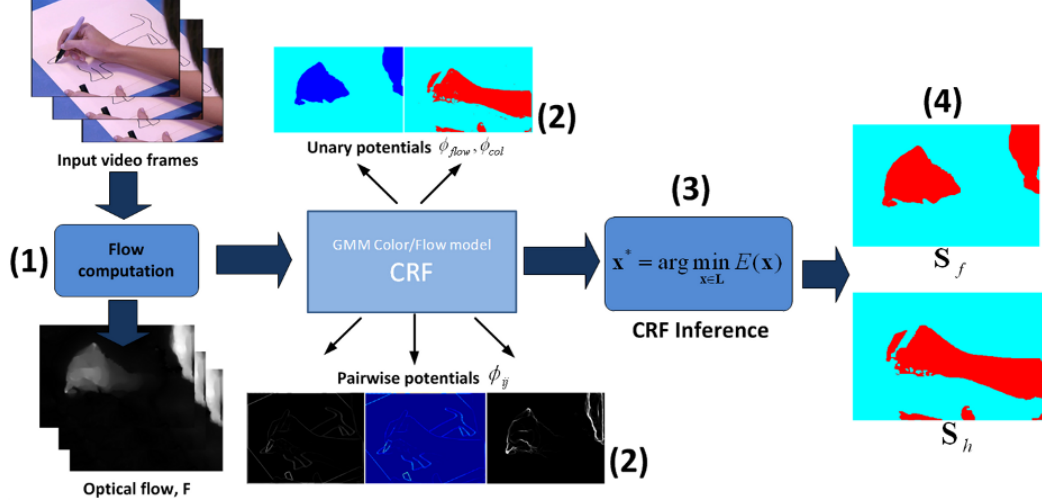 Input video frames
(1)
Flow
computation
Optical flow, F
(2)
Unary potentials ϕ_flow, ϕ_col
GMM Color/Flow model
CRF
Pairwise potentials ϕ_ij
(2)
(3)
x* = arg min E(x)
x∈L
CRF Inference
(4)
S_f
S_h